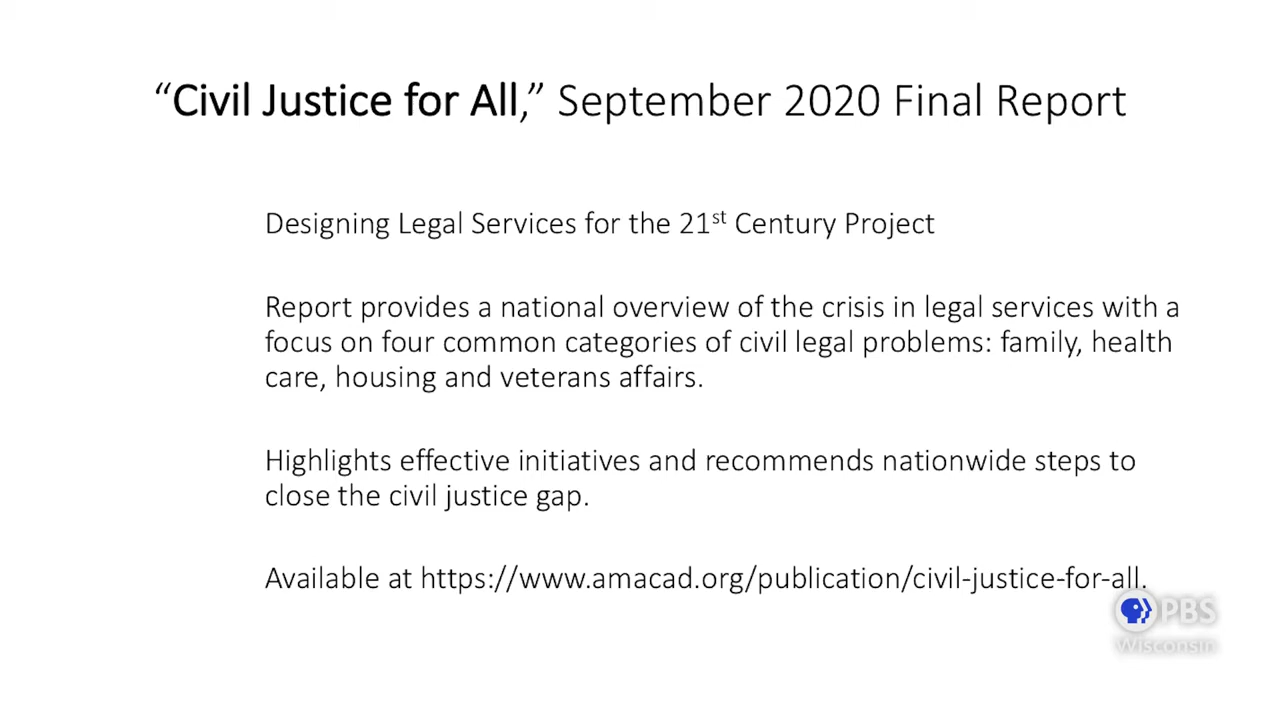 “Civil Justice for All,” September 2020 Final Report
Designing Legal Services for the 21st Century Project
Report provides a national overview of the crisis in legal services with a
focus on four common categories of civil legal problems: family, health
care, housing and veterans affairs.
Highlights effective initiatives and recommends nationwide steps to
close the civil justice gap.
Available at https://www.amacad.org/publication/civil-justice-for-all.
PBS
Wisconsin